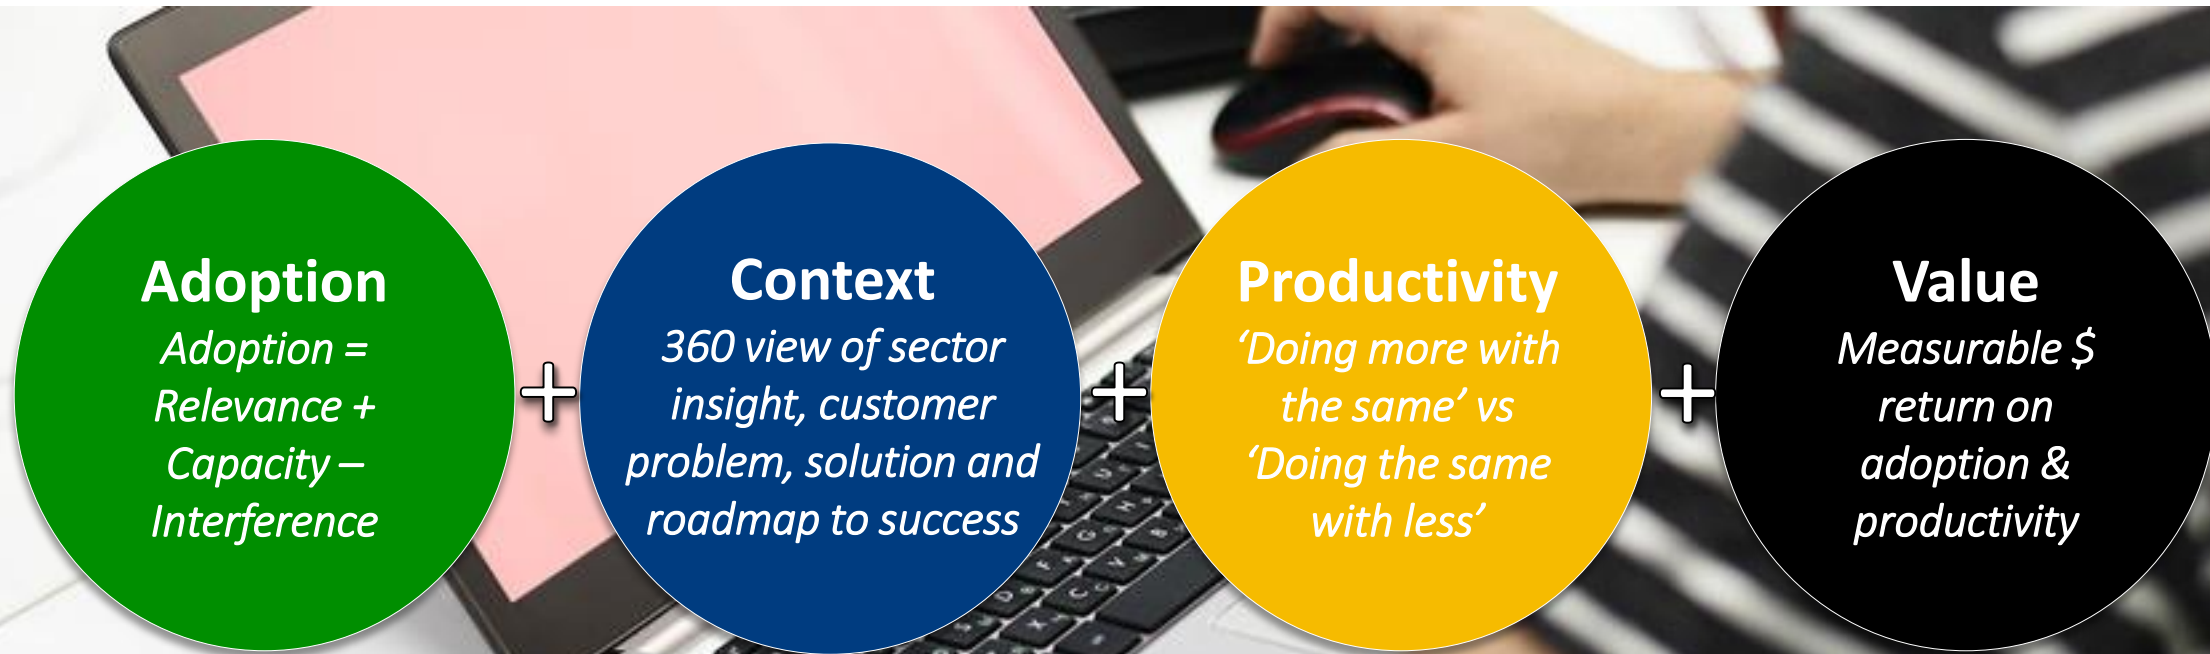 Adoption
Adoption =
Relevance +
Capacity –
Interference
+
Context
360 view of sector
insight, customer
problem, solution and
roadmap to success
+
Productivity
‘Doing more with
the same’ vs
‘Doing the same
with less’
+
Value
Measurable $
return on
adoption &
productivity